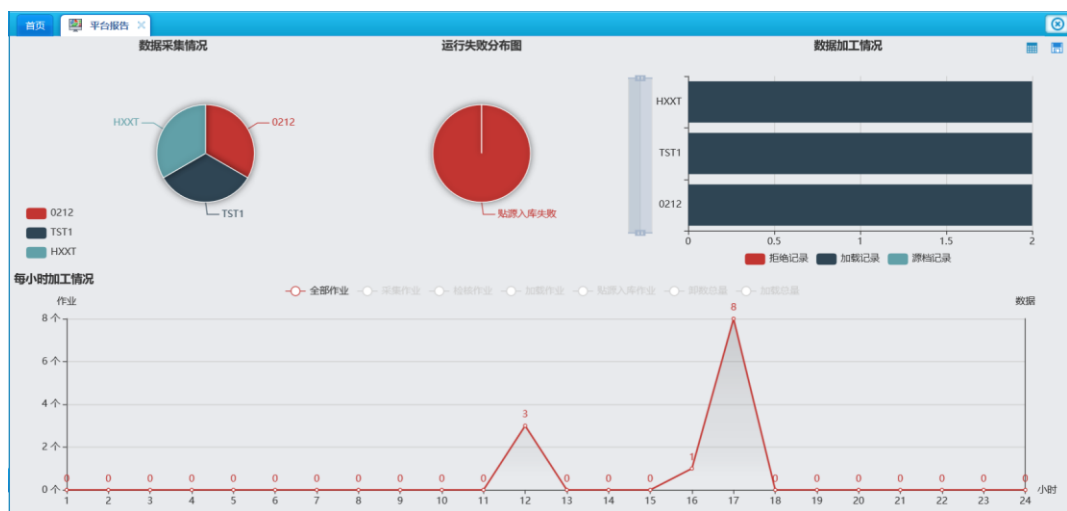 首页
平台报告
数据采集情况
HXXT
0212
TST1
0212
TST1
HXXT
运行失败分布图
贴源入库失败
数据加工情况
HXXT
TST1
0212
0 0.5 1 1.5 2
拒绝记录 加载记录 源档记录
每小时加工情况
全部作业 采集作业 检核作业 加载作业 贴源入库作业 卸数总量 加载总量
作业 数据
8 个
6 个
4 个
2 个
0 个
8
3
1
0 0 0 0 0 0 0 0 0 0 0 0 0 0 0 0 0 0 0 0 0
1 2 3 4 5 6 7 8 9 10 11 12 13 14 15 16 17 18 19 20 21 22 23 24
小时